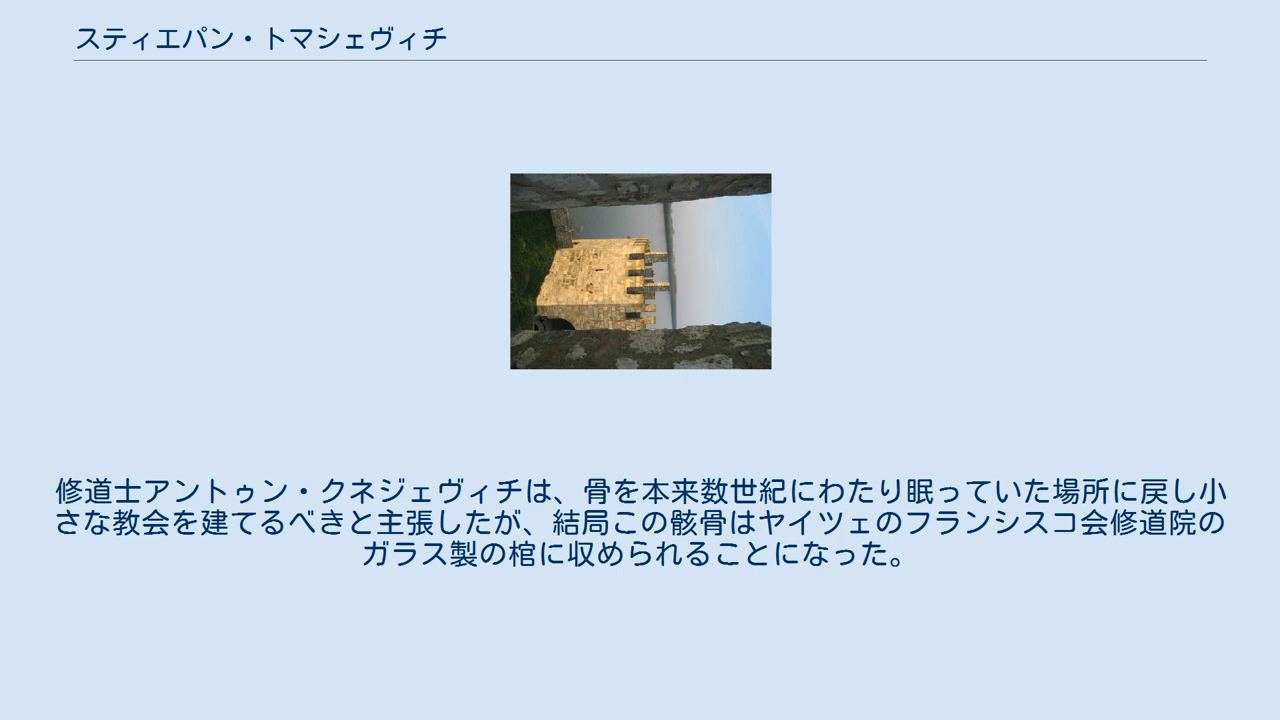 スティエパン・トマシェヴィチ
修道士アントゥン・クネジェヴィチは、骨を本来数世紀にわたり眠っていた場所に戻し小
さな教会を建てるべきと主張したが、結局この骸骨はヤイツェのフランシスコ会修道院の
ガラス製の棺に収められることになった。